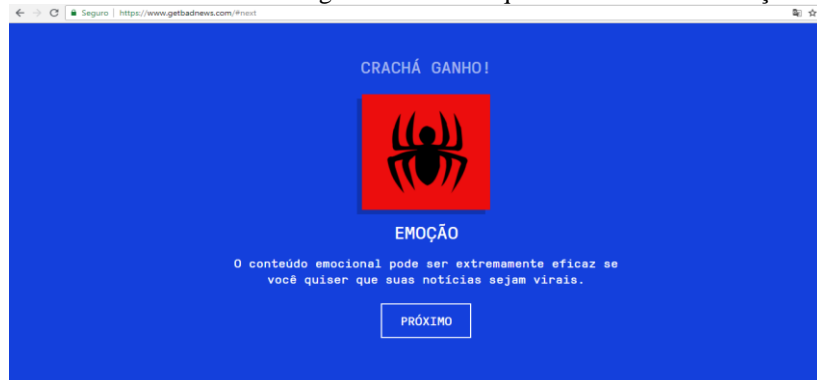 Seguro | https://www.getbadnews.com/#next
CRACHÁ GANHO!
EMOÇÃO
O conteúdo emocional pode ser extremamente eficaz se
você quiser que suas notícias sejam virais.
PRÓXIMO